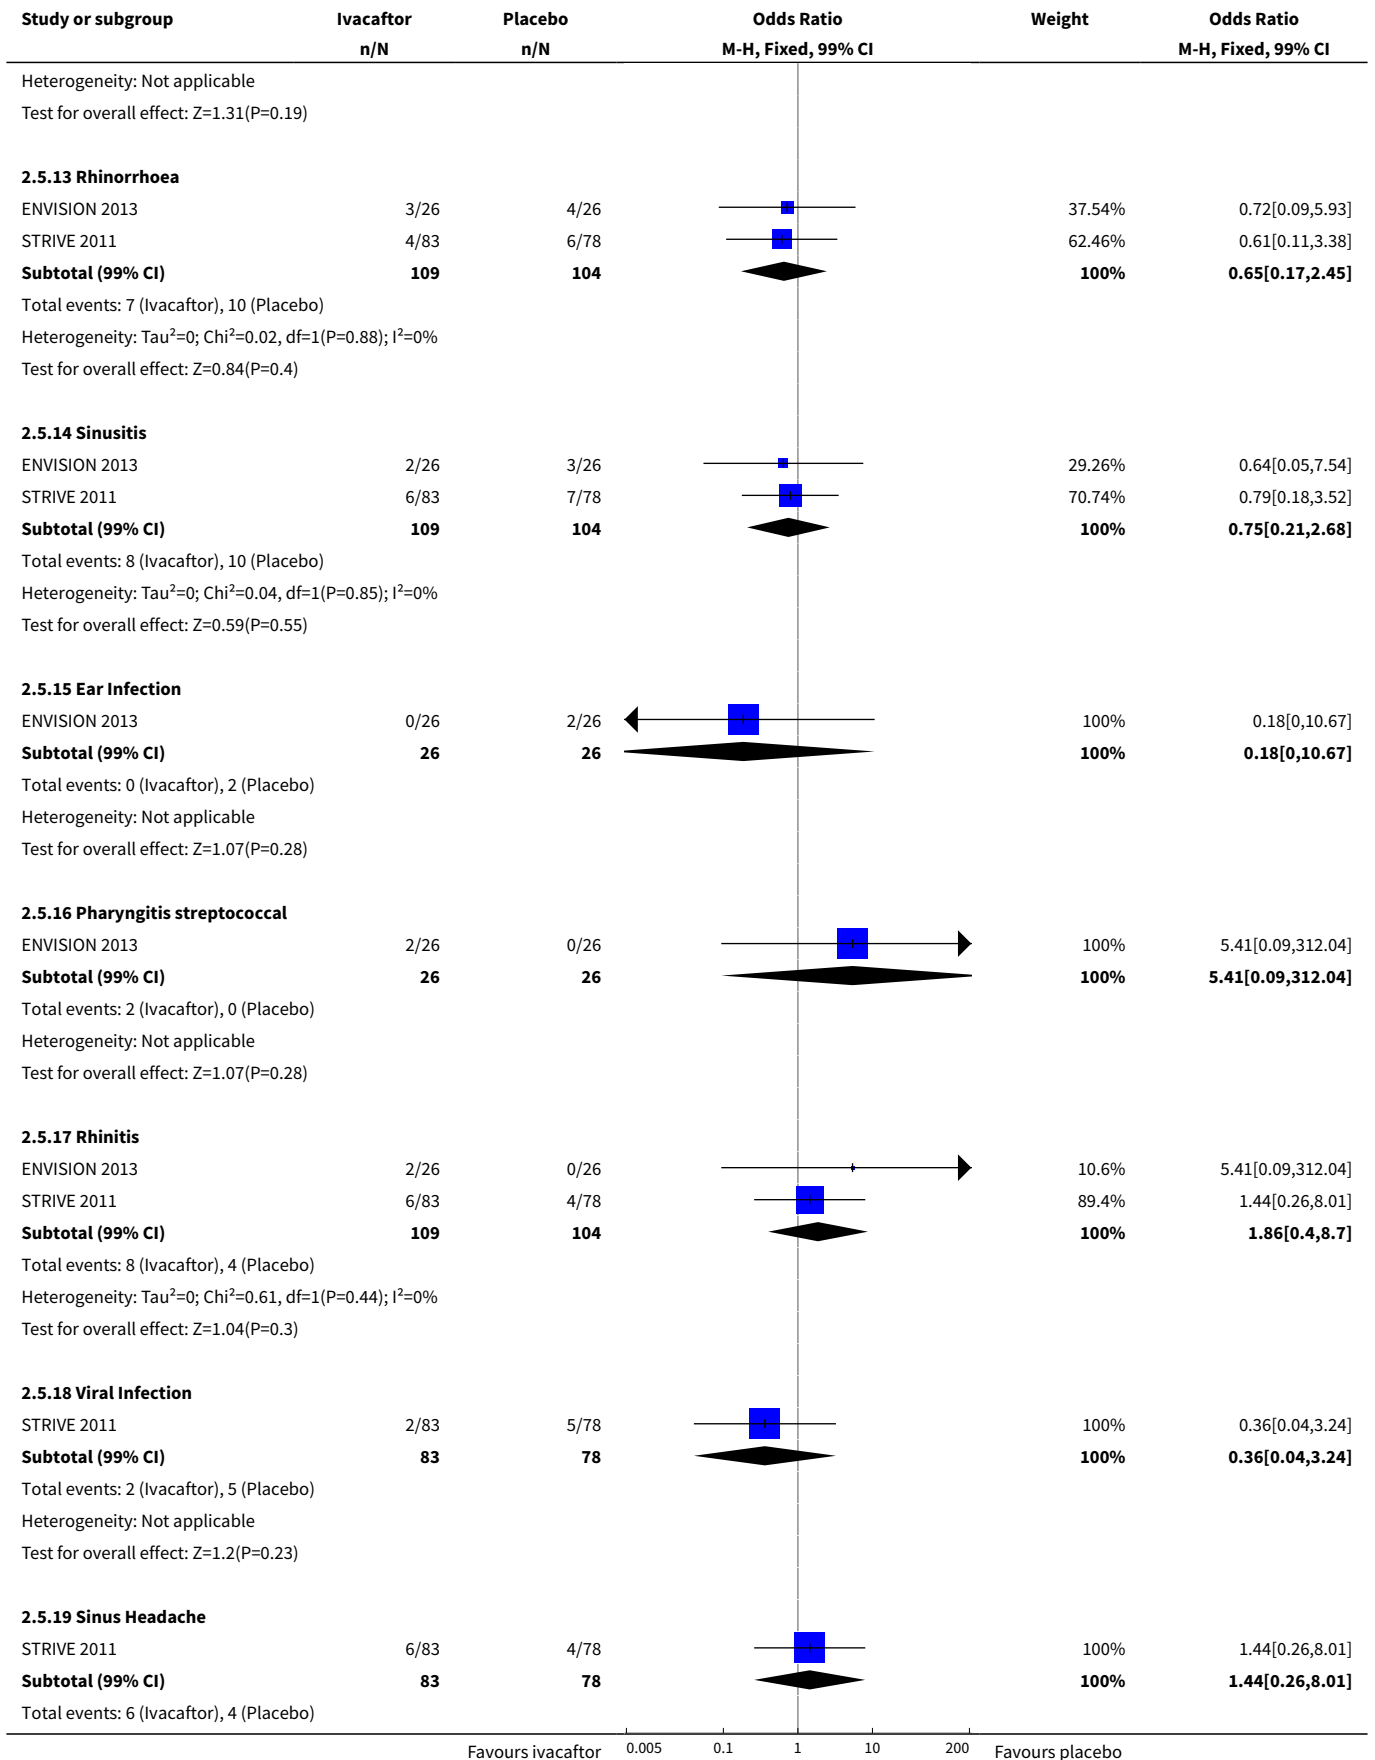 Study or subgroup Ivacaftor Placebo Odds Ratio Weight Odds Ratio
n/N n/N M-H, Fixed, 99% CI M-H, Fixed, 99% CI
Heterogeneity: Not applicable
Test for overall effect: Z=1.31(P=0.19)
2.5.13 Rhinorrhoea
ENVISION 2013 3/26 4/26 37.54% 0.72[0.09,5.93]
STRIVE 2011 4/83 6/78 62.46% 0.61[0.11,3.38]
Subtotal (99% CI) 109 104 100% 0.65[0.17,2.45]
Total events: 7 (Ivacaftor), 10 (Placebo)
Heterogeneity: Tau²=0; Chi²=0.02, df=1(P=0.88); I²=0%
Test for overall effect: Z=0.84(P=0.4)
2.5.14 Sinusitis
ENVISION 2013 2/26 3/26 29.26% 0.64[0.05,7.54]
STRIVE 2011 6/83 7/78 70.74% 0.79[0.18,3.52]
Subtotal (99% CI) 109 104 100% 0.75[0.21,2.68]
Total events: 8 (Ivacaftor), 10 (Placebo)
Heterogeneity: Tau²=0; Chi²=0.04, df=1(P=0.85); I²=0%
Test for overall effect: Z=0.59(P=0.55)
2.5.15 Ear Infection
ENVISION 2013 0/26 2/26 100% 0.18[0,10.67]
Subtotal (99% CI) 26 26 100% 0.18[0,10.67]
Total events: 0 (Ivacaftor), 2 (Placebo)
Heterogeneity: Not applicable
Test for overall effect: Z=1.07(P=0.28)
2.5.16 Pharyngitis streptococcal
ENVISION 2013 2/26 0/26 100% 5.41[0.09,312.04]
Subtotal (99% CI) 26 26 100% 5.41[0.09,312.04]
Total events: 2 (Ivacaftor), 0 (Placebo)
Heterogeneity: Not applicable
Test for overall effect: Z=1.07(P=0.28)
2.5.17 Rhinitis
ENVISION 2013 2/26 0/26 10.6% 5.41[0.09,312.04]
STRIVE 2011 6/83 4/78 89.4% 1.44[0.26,8.01]
Subtotal (99% CI) 109 104 100% 1.86[0.4,8.7]
Total events: 8 (Ivacaftor), 4 (Placebo)
Heterogeneity: Tau²=0; Chi²=0.61, df=1(P=0.44); I²=0%
Test for overall effect: Z=1.04(P=0.3)
2.5.18 Viral Infection
STRIVE 2011 2/83 5/78 100% 0.36[0.04,3.24]
Subtotal (99% CI) 83 78 100% 0.36[0.04,3.24]
Total events: 2 (Ivacaftor), 5 (Placebo)
Heterogeneity: Not applicable
Test for overall effect: Z=1.2(P=0.23)
2.5.19 Sinus Headache
STRIVE 2011 6/83 4/78 100% 1.44[0.26,8.01]
Subtotal (99% CI) 83 78 100% 1.44[0.26,8.01]
Total events: 6 (Ivacaftor), 4 (Placebo)
Favours ivacaftor 0.005 0.1 1 10 200 Favours placebo